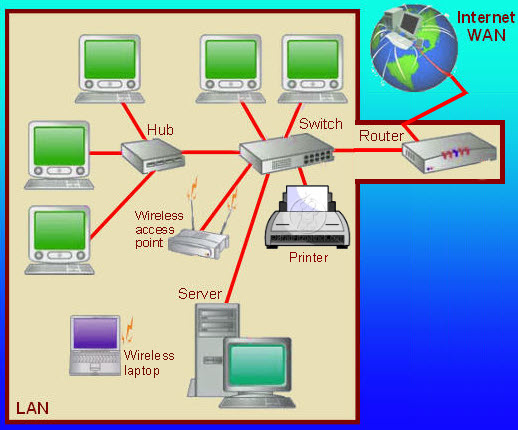 Internet
WAN
Hub
Switch
Router
Wireless
access
point
Printer
Server
Wireless
laptop
LAN